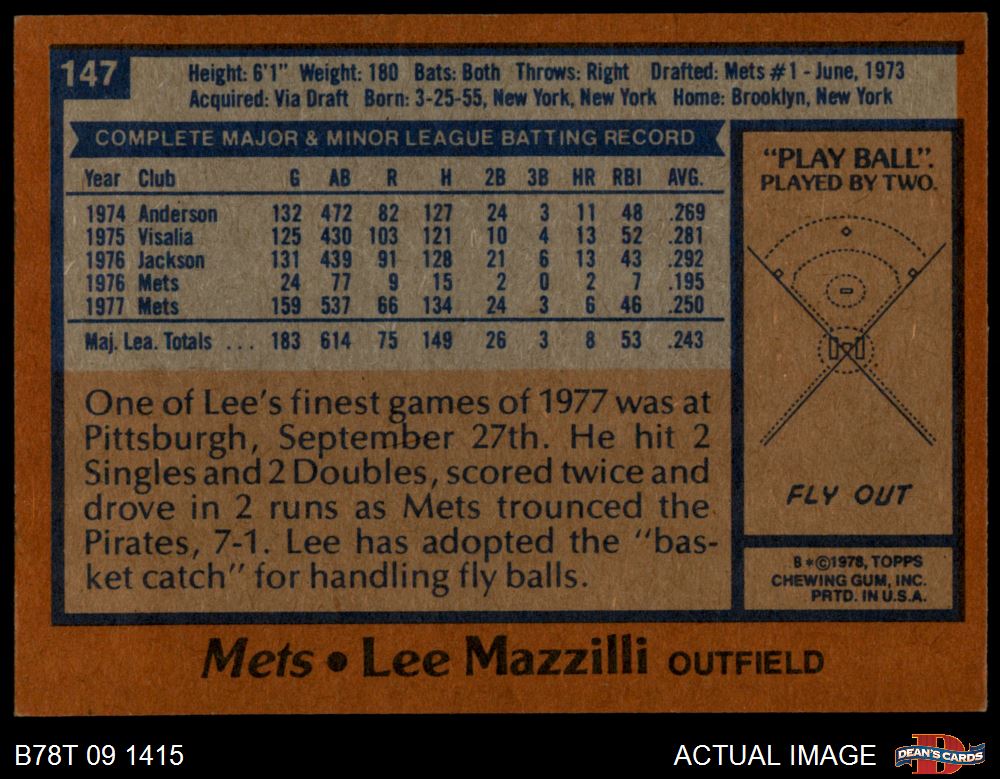 147
Height: 6'1" Weight: 180 Bats: Both Throws: Right Drafted: Mets #1 - June, 1973
Acquired: Via Draft Born: 3-25-55, New York, New York Home: Brooklyn, New York
COMPLETE MAJOR & MINOR LEAGUE BATTING RECORD
Year Club G AB R H 2B 3B HR RBI AVG.
1974 Anderson 132 472 82 127 24 3 11 48 .269
1975 Visalia 125 430 103 121 10 4 13 52 .281
1976 Jackson 131 439 91 128 21 6 13 43 .292
1976 Mets 24 77 9 15 2 0 2 7 .195
1977 Mets 159 537 66 134 24 3 6 46 .250
Maj. Lea. Totals ... 183 614 75 149 26 3 8 53 .243
One of Lee's finest games of 1977 was at
Pittsburgh, September 27th. He hit 2
Singles and 2 Doubles, scored twice and
drove in 2 runs as Mets trounced the
Pirates, 7-1. Lee has adopted the "bas-
ket catch" for handling fly balls.
"PLAY BALL".
PLAYED BY TWO.
FLY OUT
B*©1978, TOPPS
CHEWING GUM, INC.
PRTD. IN U.S.A.
Mets • Lee Mazzilli OUTFIELD
B78T 09 1415
ACTUAL IMAGE
D
DEAN'S CARDS